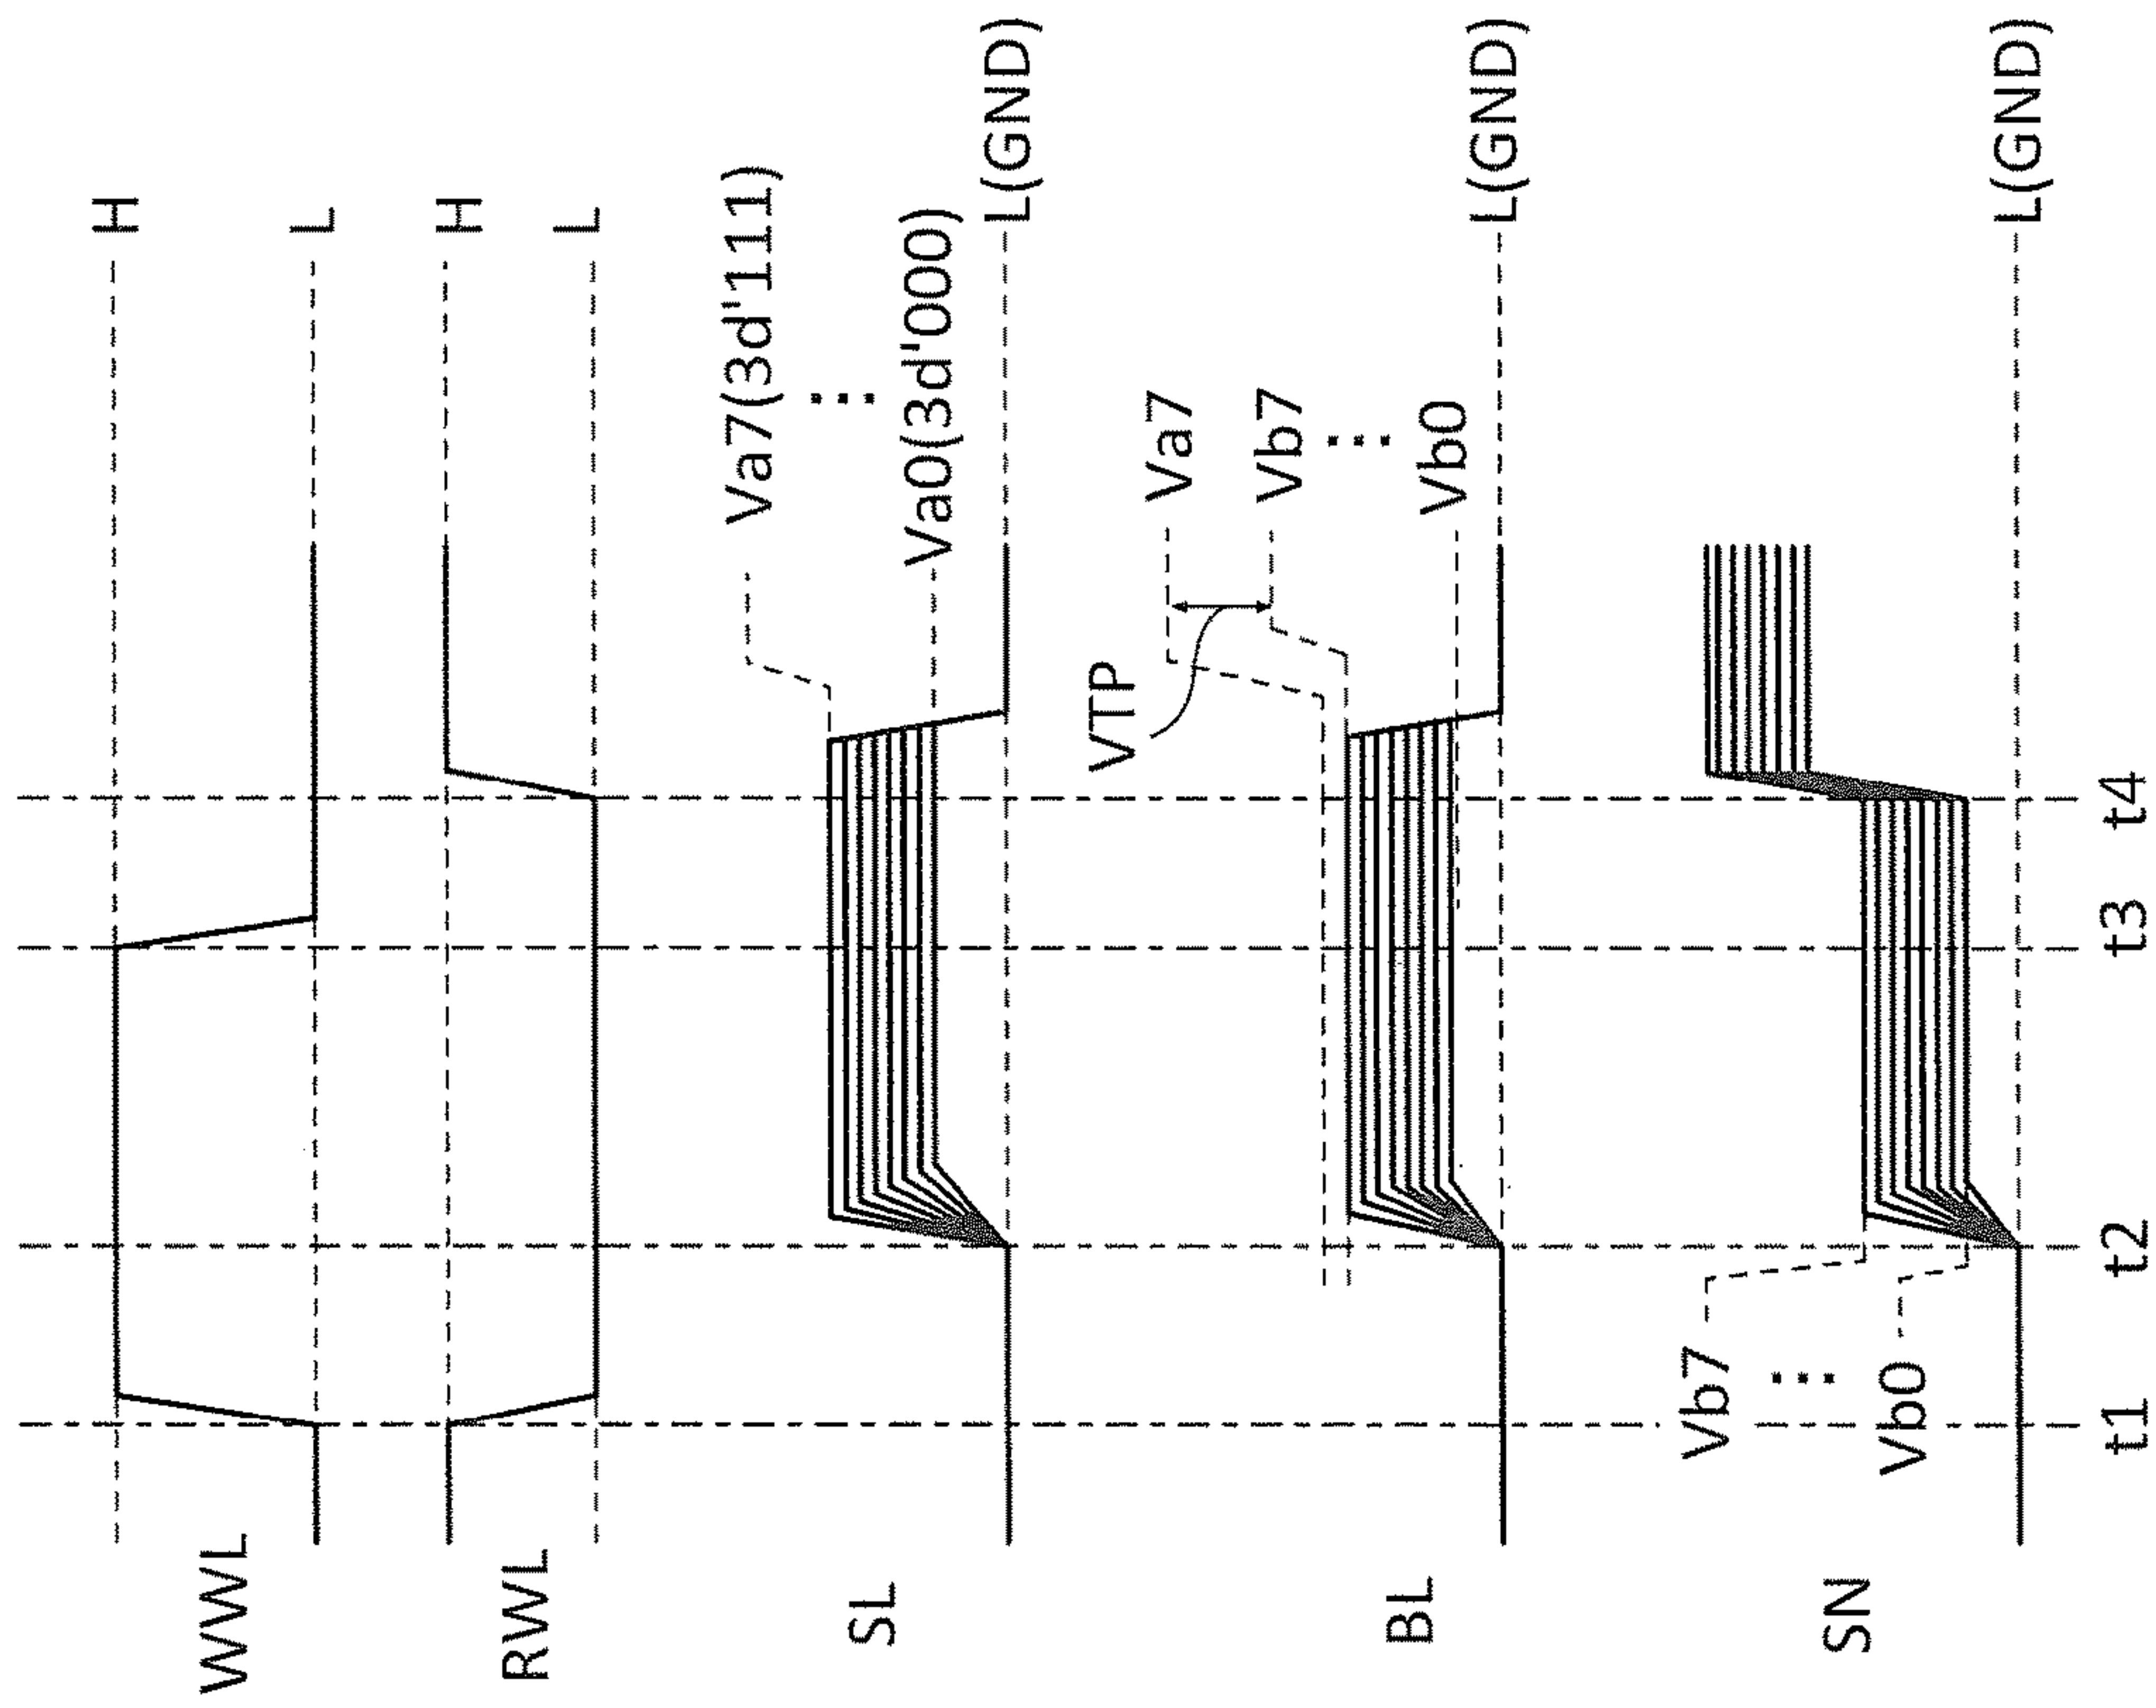 WWL
H
L
RWL
H
L
SL
Va7(3d'111)
⋮
Va0(3d'000)
L(GND)
BL
VTP
Va7
Vb7
⋮
Vb0
L(GND)
SN
Vb7
⋮
Vb0
L(GND)
t1 t2 t3 t4